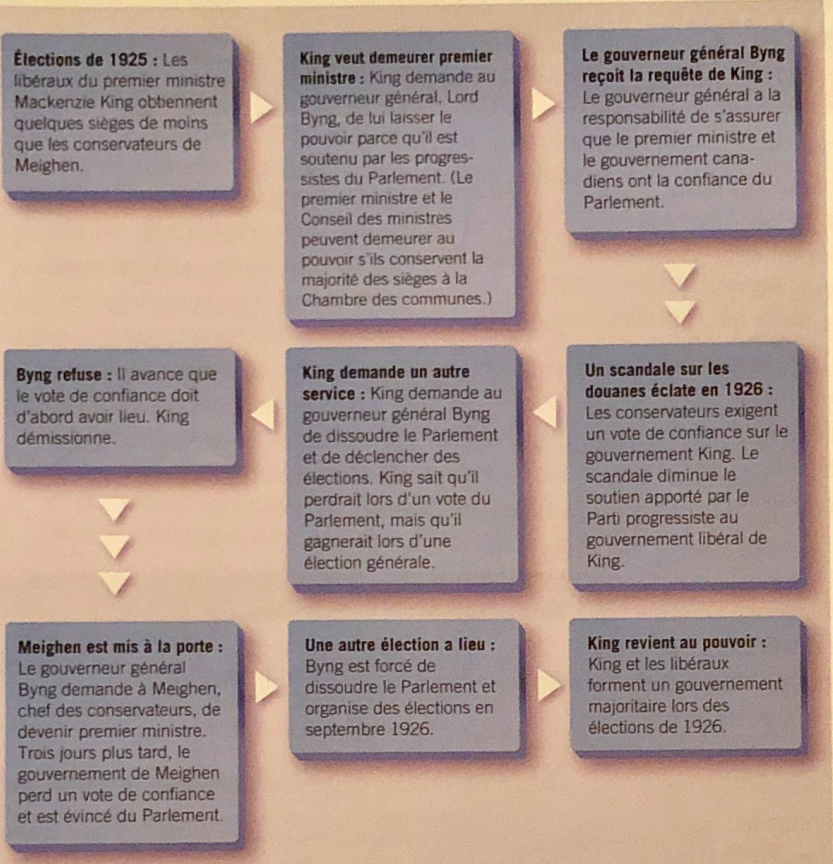 Élections de 1925 : Les
libéraux du premier ministre
Mackenzie King obtiennent
quelques sièges de moins
que les conservateurs de
Meighen.
King veut demeurer premier
ministre : King demande au
gouverneur général, Lord
Byng, de lui laisser le
pouvoir parce qu'il est
soutenu par les progres-
sistes du Parlement. (Le
premier ministre et le
Conseil des ministres
peuvent demeurer au
pouvoir s'ils conservent la
majorité des sièges à la
Chambre des communes.)
Le gouverneur général Byng
reçoit la requête de King :
Le gouverneur général a la
responsabilité de s'assurer
que le premier ministre et
le gouvernement cana-
diens ont la confiance du
Parlement.
Un scandale sur les
douanes éclate en 1926 :
Les conservateurs exigent
un vote de confiance sur le
gouvernement King. Le
scandale diminue le
soutien apporté par le
Parti progressiste au
gouvernement libéral de
King.
King demande un autre
service : King demande au
gouverneur général Byng
de dissoudre le Parlement
et de déclencher des
élections. King sait qu'il
perdrait lors d'un vote du
Parlement, mais qu'il
gagnerait lors d'une
élection générale.
Byng refuse : Il avance que
le vote de confiance doit
d'abord avoir lieu. King
démissionne.
Meighen est mis à la porte :
Le gouverneur général
Byng demande à Meighen,
chef des conservateurs, de
devenir premier ministre.
Trois jours plus tard, le
gouvernement de Meighen
perd un vote de confiance
et est évincé du Parlement.
Une autre élection a lieu :
Byng est forcé de
dissoudre le Parlement et
organise des élections en
septembre 1926.
King revient au pouvoir :
King et les libéraux
forment un gouvernement
majoritaire lors des
élections de 1926.